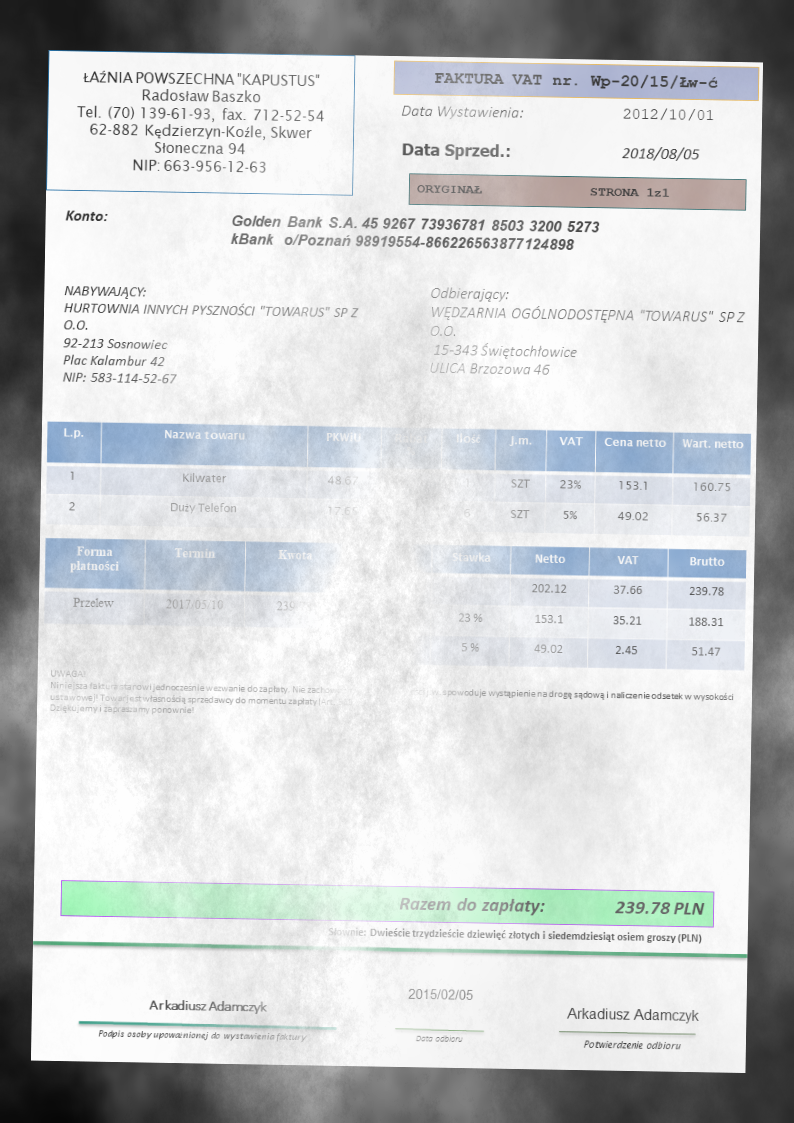 ŁAŹNIA POWSZECHNA "KAPUSTUS"
Radosław Baszko
Tel. (70) 139-61-93, fax. 712-52-54
62-882 Kędzierzyn-Koźle, Skwer
Słoneczna 94
NIP: 663-956-12-63
FAKTURA VAT nr. Wp-20/15/Łw-ć
Data Wystawienia: 2012/10/01
Data Sprzed.: 2018/08/05
ORYGINAŁ STRONA 1z1
Konto: Golden Bank S.A. 45 9267 73936781 8503 3200 5273
kBank o/Poznań 98919554-866226563877124898
NABYWAJĄCY:
HURTOWNIA INNYCH PYSZNOŚCI "TOWARUS" SP Z
O.O.
92-213 Sosnowiec
Plac Kalambur 42
NIP: 583-114-52-67
Odbierający:
WĘDZARNIA OGÓLNODOSTĘPNA "TOWARUS" SP Z
O.O.
15-343 Świętochłowice
ULICA Brzozowa 46
L.p. Nazwa towaru PKWiU Ilość J.m. VAT Cena netto Wart. netto
1 Kilwater 48.67 1 SZT 23% 153.1 160.75
2 Duży Telefon 6 SZT 5% 49.02 56.37
Forma płatności Termin Kwota
Przelew 2017/05/10 239
Stawka Netto VAT Brutto
202.12 37.66 239.78
23 % 153.1 35.21 188.31
5 % 49.02 2.45 51.47
UWAGA!
Niniejsza faktura stanowi jednocześnie wezwanie do zapłaty. Nie spowoduje wystąpienie na drogę sądową i naliczenie odsetek w wysokości
ustawowej! Towar jest własnością sprzedawcy do momentu zapłaty
Dziękujemy i zapraszamy ponownie!
Razem do zapłaty: 239.78 PLN
Słownie: Dwieście trzydzieście dziewięć złotych i siedemdziesiąt osiem groszy (PLN)
Arkadiusz Adamczyk
Podpis osoby upoważnionej do wystawienia faktury
2015/02/05
Data odbioru
Arkadiusz Adamczyk
Potwierdzenie odbioru